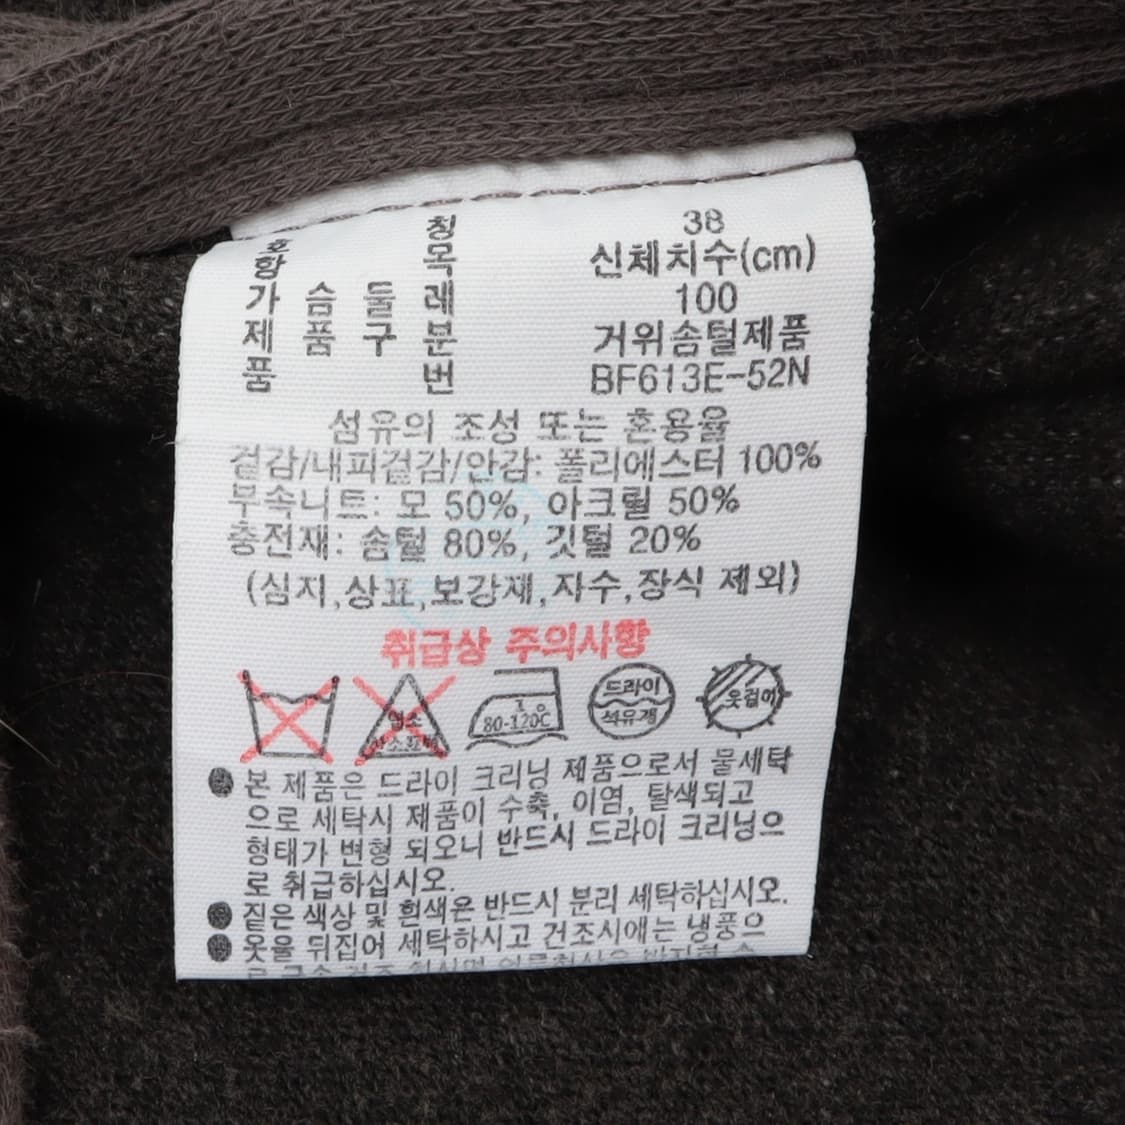 호 칭 38
항 목 신체치수(cm)
가 슴 둘 레 100
제 품 구 분 거위솜털제품
품 번 BF613E-52N
섬유의 조성 또는 혼용율
겉감/내피겉감/안감: 폴리에스터 100%
부속니트: 모 50%, 아크릴 50%
충전재: 솜털 80%, 깃털 20%
(심지,상표,보강재,자수,장식 제외)
취급상 주의사항
염소 80-120℃ 드라이 옷걸이
산소표백 석유계
● 본 제품은 드라이 크리닝 제품으로서 물세탁
으로 세탁시 제품이 수축, 이염, 탈색되고
형태가 변형 되오니 반드시 드라이 크리닝으
로 취급하십시오.
● 짙은 색상 및 흰색은 반드시 분리 세탁하십시오.
● 옷을 뒤집어 세탁하시고 건조시에는 냉풍으